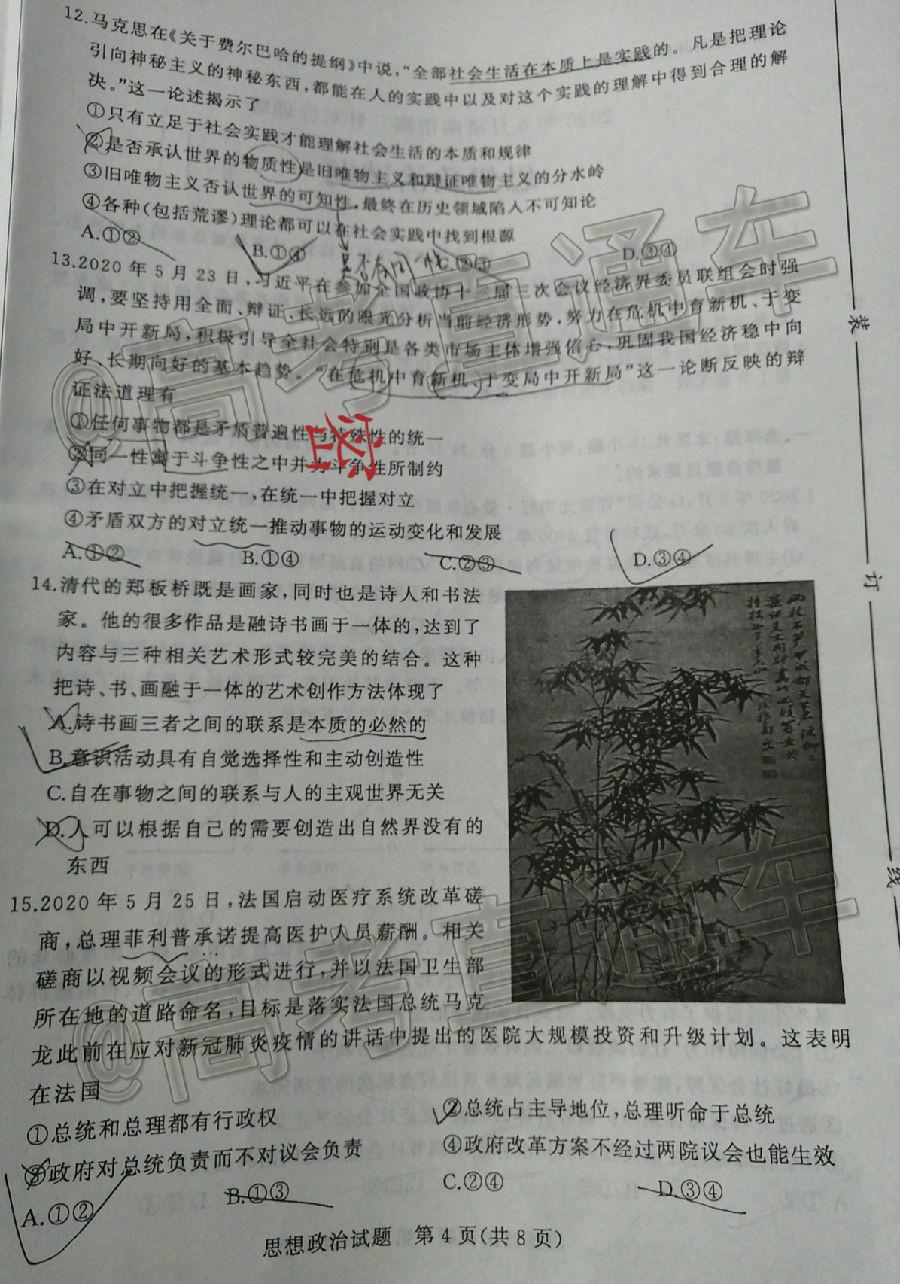 12.马克思在《关于费尔巴哈的提纲》中说,“全部社会生活在本质上是实践的。凡是把理论
引向神秘主义的神秘东西,都能在人的实践中以及对这个实践的理解中得到合理的解
决。”这一论述揭示了
①只有立足于社会实践才能理解社会生活的本质和规律
②是否承认世界的物质性是旧唯物主义和辩证唯物主义的分水岭
③旧唯物主义否认世界的可知性,最终在历史领域陷入不可知论
④各种(包括荒谬)理论都可以在社会实践中找到根源
A.①② B.①④ C.②③ D.③④
13.2020年5月23日,习近平在参加全国政协十三届三次会议经济界委员联组会时强
调,要坚持用全面、辩证、长远的眼光分析当前经济形势,努力在危机中育新机、于变
局中开新局,积极引导全社会特别是各类市场主体增强信心,巩固我国经济稳中向
好、长期向好的基本趋势。“在危机中育新机、于变局中开新局”这一论断反映的辩
证法道理有
①任何事物都是矛盾普遍性与特殊性的统一
密
②同一性寓于斗争性之中并为斗争性所制约
③在对立中把握统一,在统一中把握对立
④矛盾双方的对立统一推动事物的运动变化和发展
A.①② B.①④ C.②③ D.③④
14.清代的郑板桥既是画家,同时也是诗人和书法
家。他的很多作品是融诗书画于一体的,达到了
内容与三种相关艺术形式较完美的结合。这种
把诗、书、画融于一体的艺术创作方法体现了
A.诗书画三者之间的联系是本质的必然的
B.意识活动具有自觉选择性和主动创造性
C.自在事物之间的联系与人的主观世界无关
D.人可以根据自己的需要创造出自然界没有的
东西
15.2020年5月25日,法国启动医疗系统改革磋
商,总理菲利普承诺提高医护人员薪酬。相关
磋商以视频会议的形式进行,并以法国卫生部
所在地的道路命名,目标是落实法国总统马克
龙此前在应对新冠肺炎疫情的讲话中提出的医院大规模投资和升级计划。这表明
在法国
①总统和总理都有行政权 ②总统占主导地位,总理听命于总统
③政府对总统负责而不对议会负责 ④政府改革方案不经过两院议会也能生效
A.①② B.①③ C.②④ D.③④
思想政治试题 第4页(共8页)
装
订
线
@高考直通车
@高考直通车